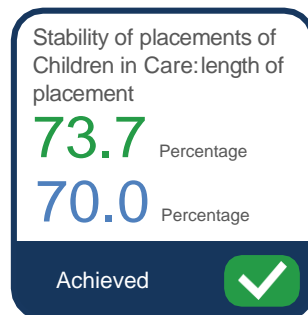 Stability of placements of
Children in Care:length of
placement
73.7 Percentage
70.0 Percentage
Achieved